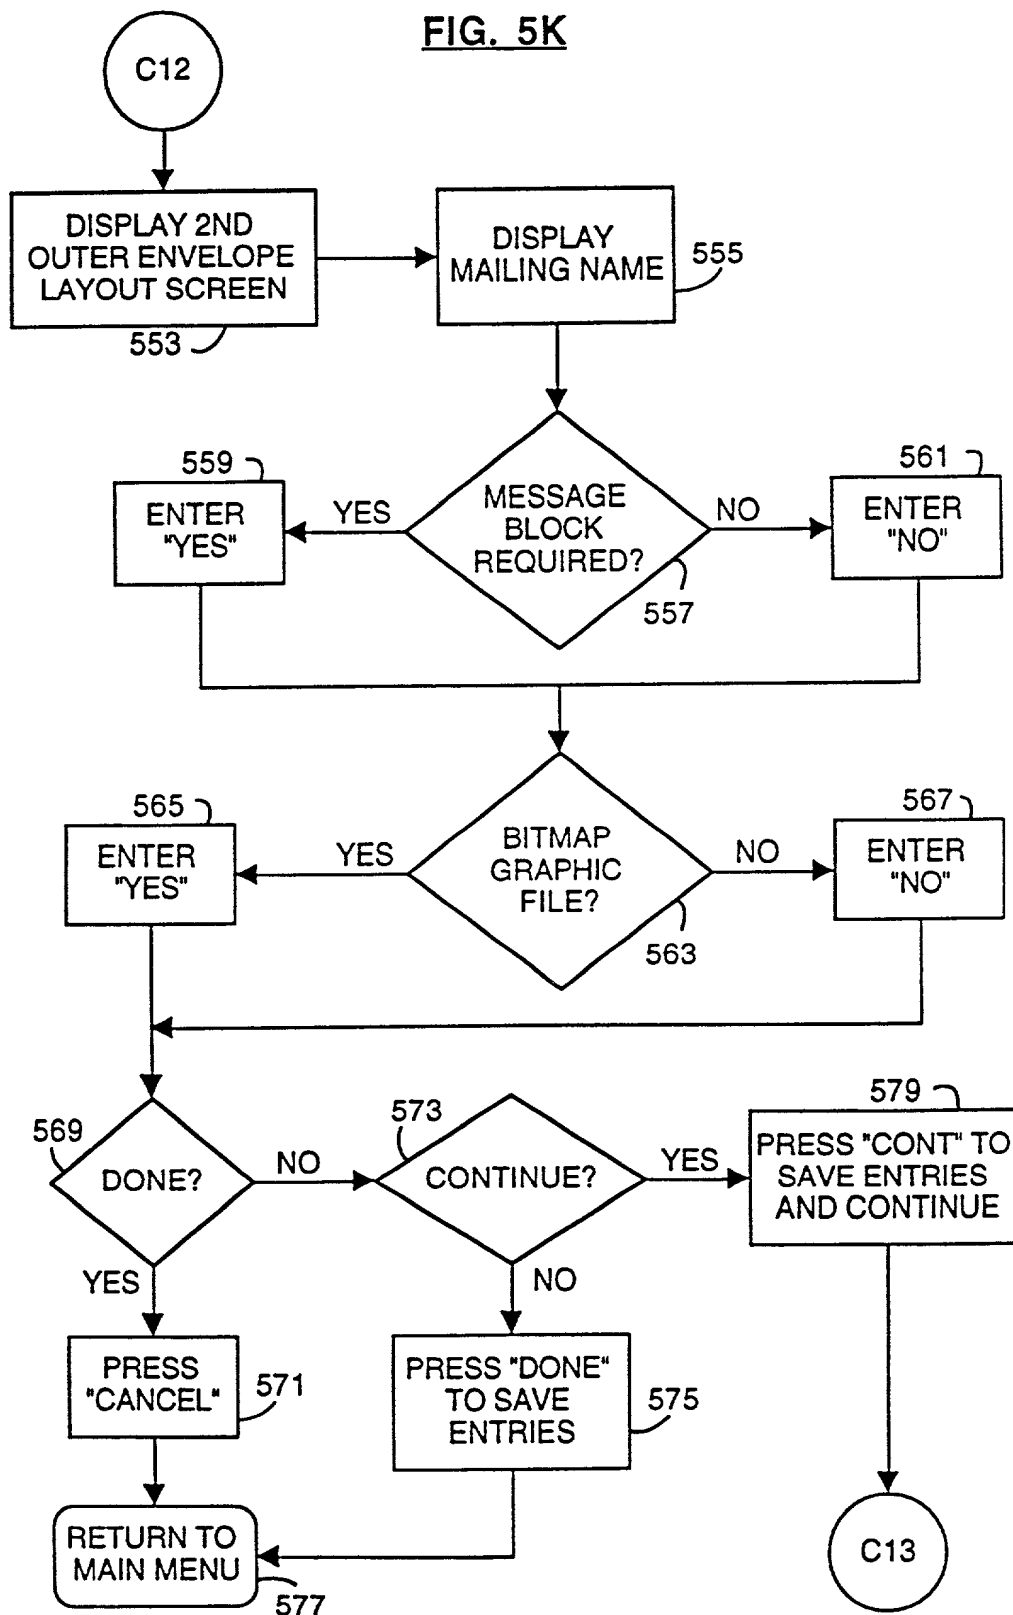 FIG. 5K
C12
DISPLAY 2ND
OUTER ENVELOPE
LAYOUT SCREEN
553
DISPLAY
MAILING NAME
555
MESSAGE
BLOCK
REQUIRED?
557
YES
NO
559
ENTER
"YES"
561
ENTER
"NO"
BITMAP
GRAPHIC
FILE?
563
YES
NO
565
ENTER
"YES"
567
ENTER
"NO"
569
DONE?
NO
YES
573
CONTINUE?
YES
NO
579
PRESS "CONT" TO
SAVE ENTRIES
AND CONTINUE
PRESS
"CANCEL"
571
PRESS "DONE"
TO SAVE
ENTRIES
575
RETURN TO
MAIN MENU
577
C13